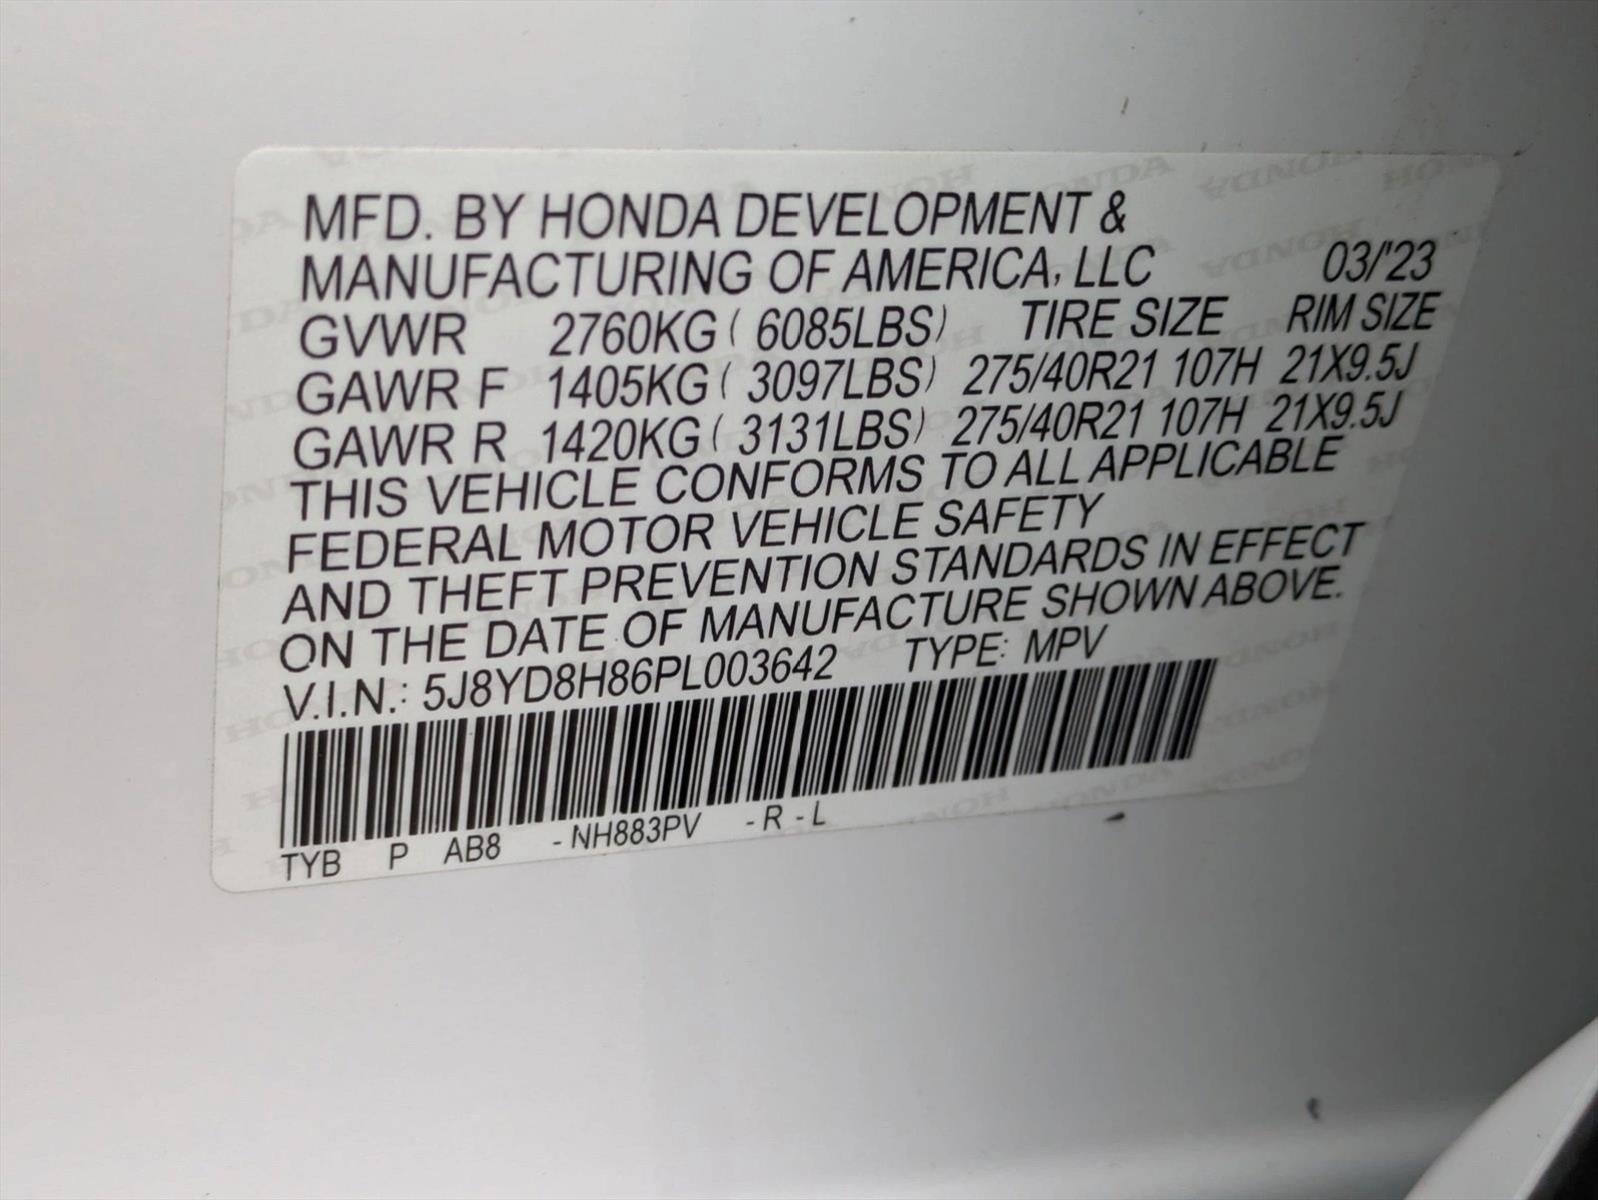 MFD. BY HONDA DEVELOPMENT &
MANUFACTURING OF AMERICA, LLC 03/'23
GVWR 2760KG ( 6085LBS) TIRE SIZE RIM SIZE
GAWR F 1405KG ( 3097LBS) 275/40R21 107H 21X9.5J
GAWR R 1420KG ( 3131LBS) 275/40R21 107H 21X9.5J
THIS VEHICLE CONFORMS TO ALL APPLICABLE
FEDERAL MOTOR VEHICLE SAFETY
AND THEFT PREVENTION STANDARDS IN EFFECT
ON THE DATE OF MANUFACTURE SHOWN ABOVE.
V.I.N.: 5J8YD8H86PL003642 TYPE: MPV
TYB P AB8 -NH883PV -R-L